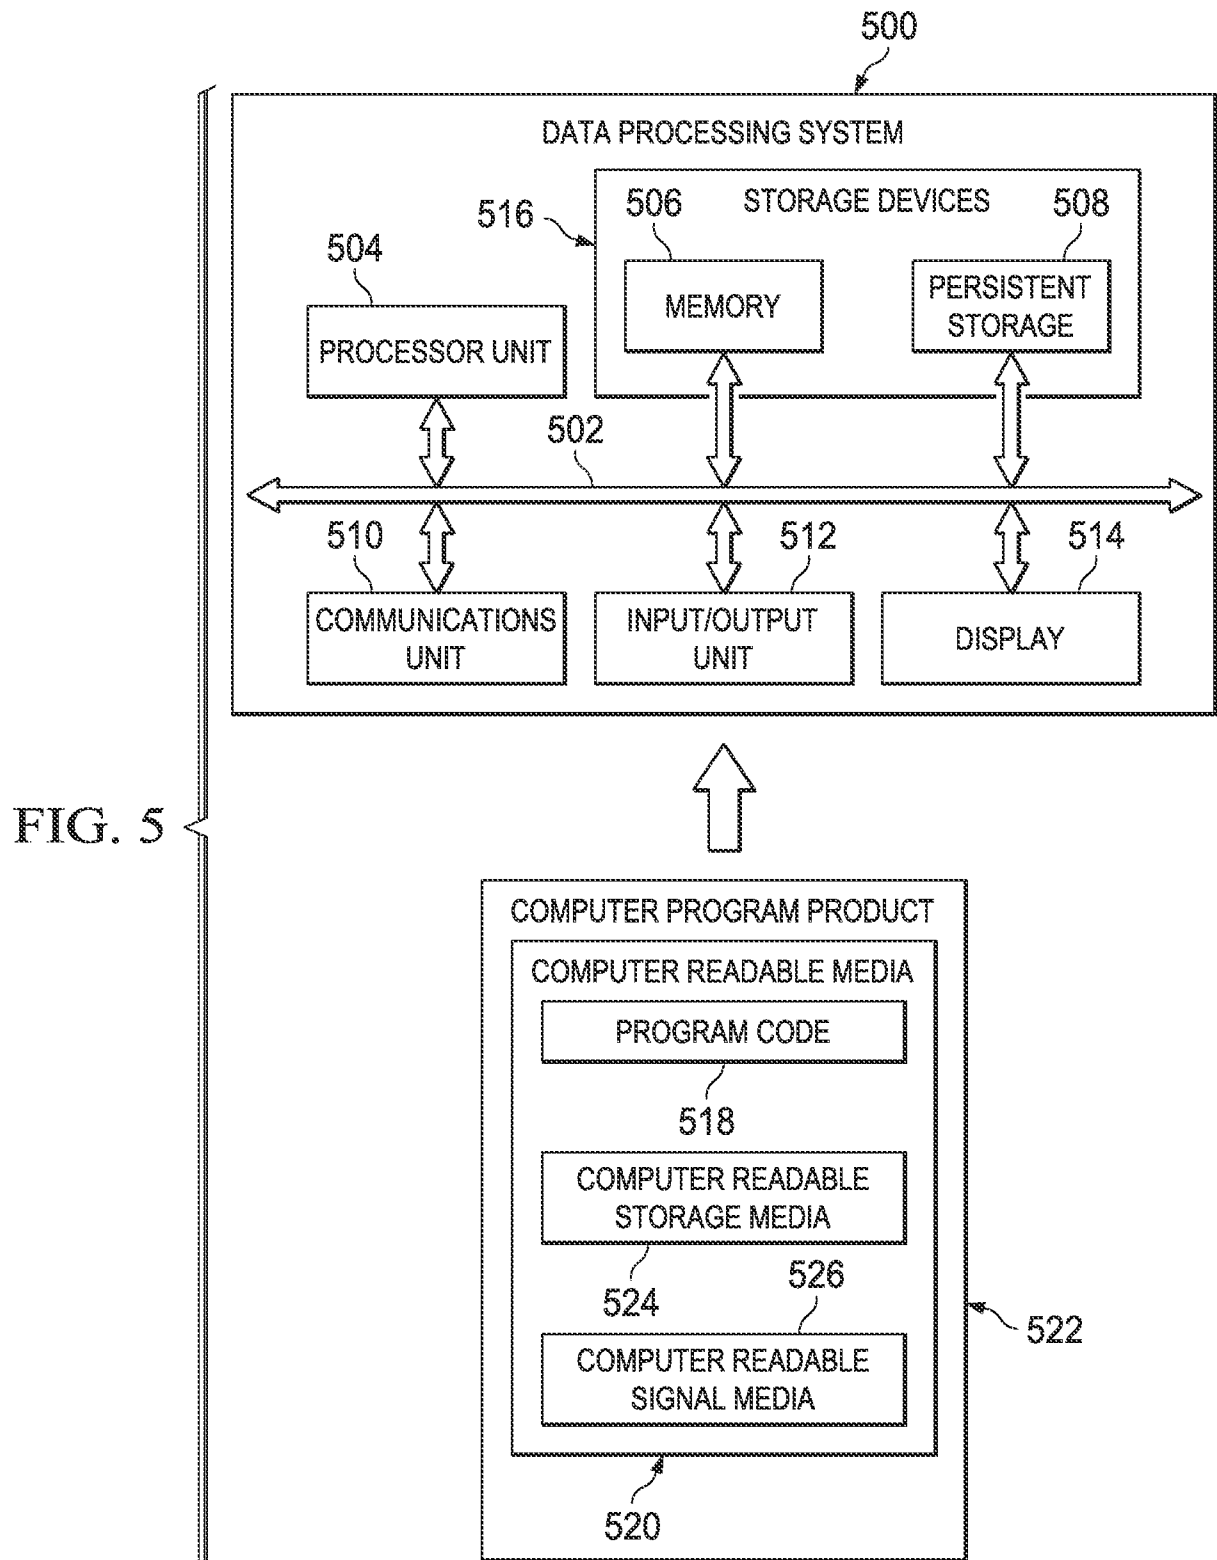 500
DATA PROCESSING SYSTEM
STORAGE DEVICES
516
506
508
504
MEMORY
PERSISTENT
STORAGE
PROCESSOR UNIT
502
510
512
514
COMMUNICATIONS
UNIT
INPUT/OUTPUT
UNIT
DISPLAY
FIG. 5
COMPUTER PROGRAM PRODUCT
COMPUTER READABLE MEDIA
PROGRAM CODE
518
COMPUTER READABLE
STORAGE MEDIA
524
526
522
COMPUTER READABLE
SIGNAL MEDIA
520